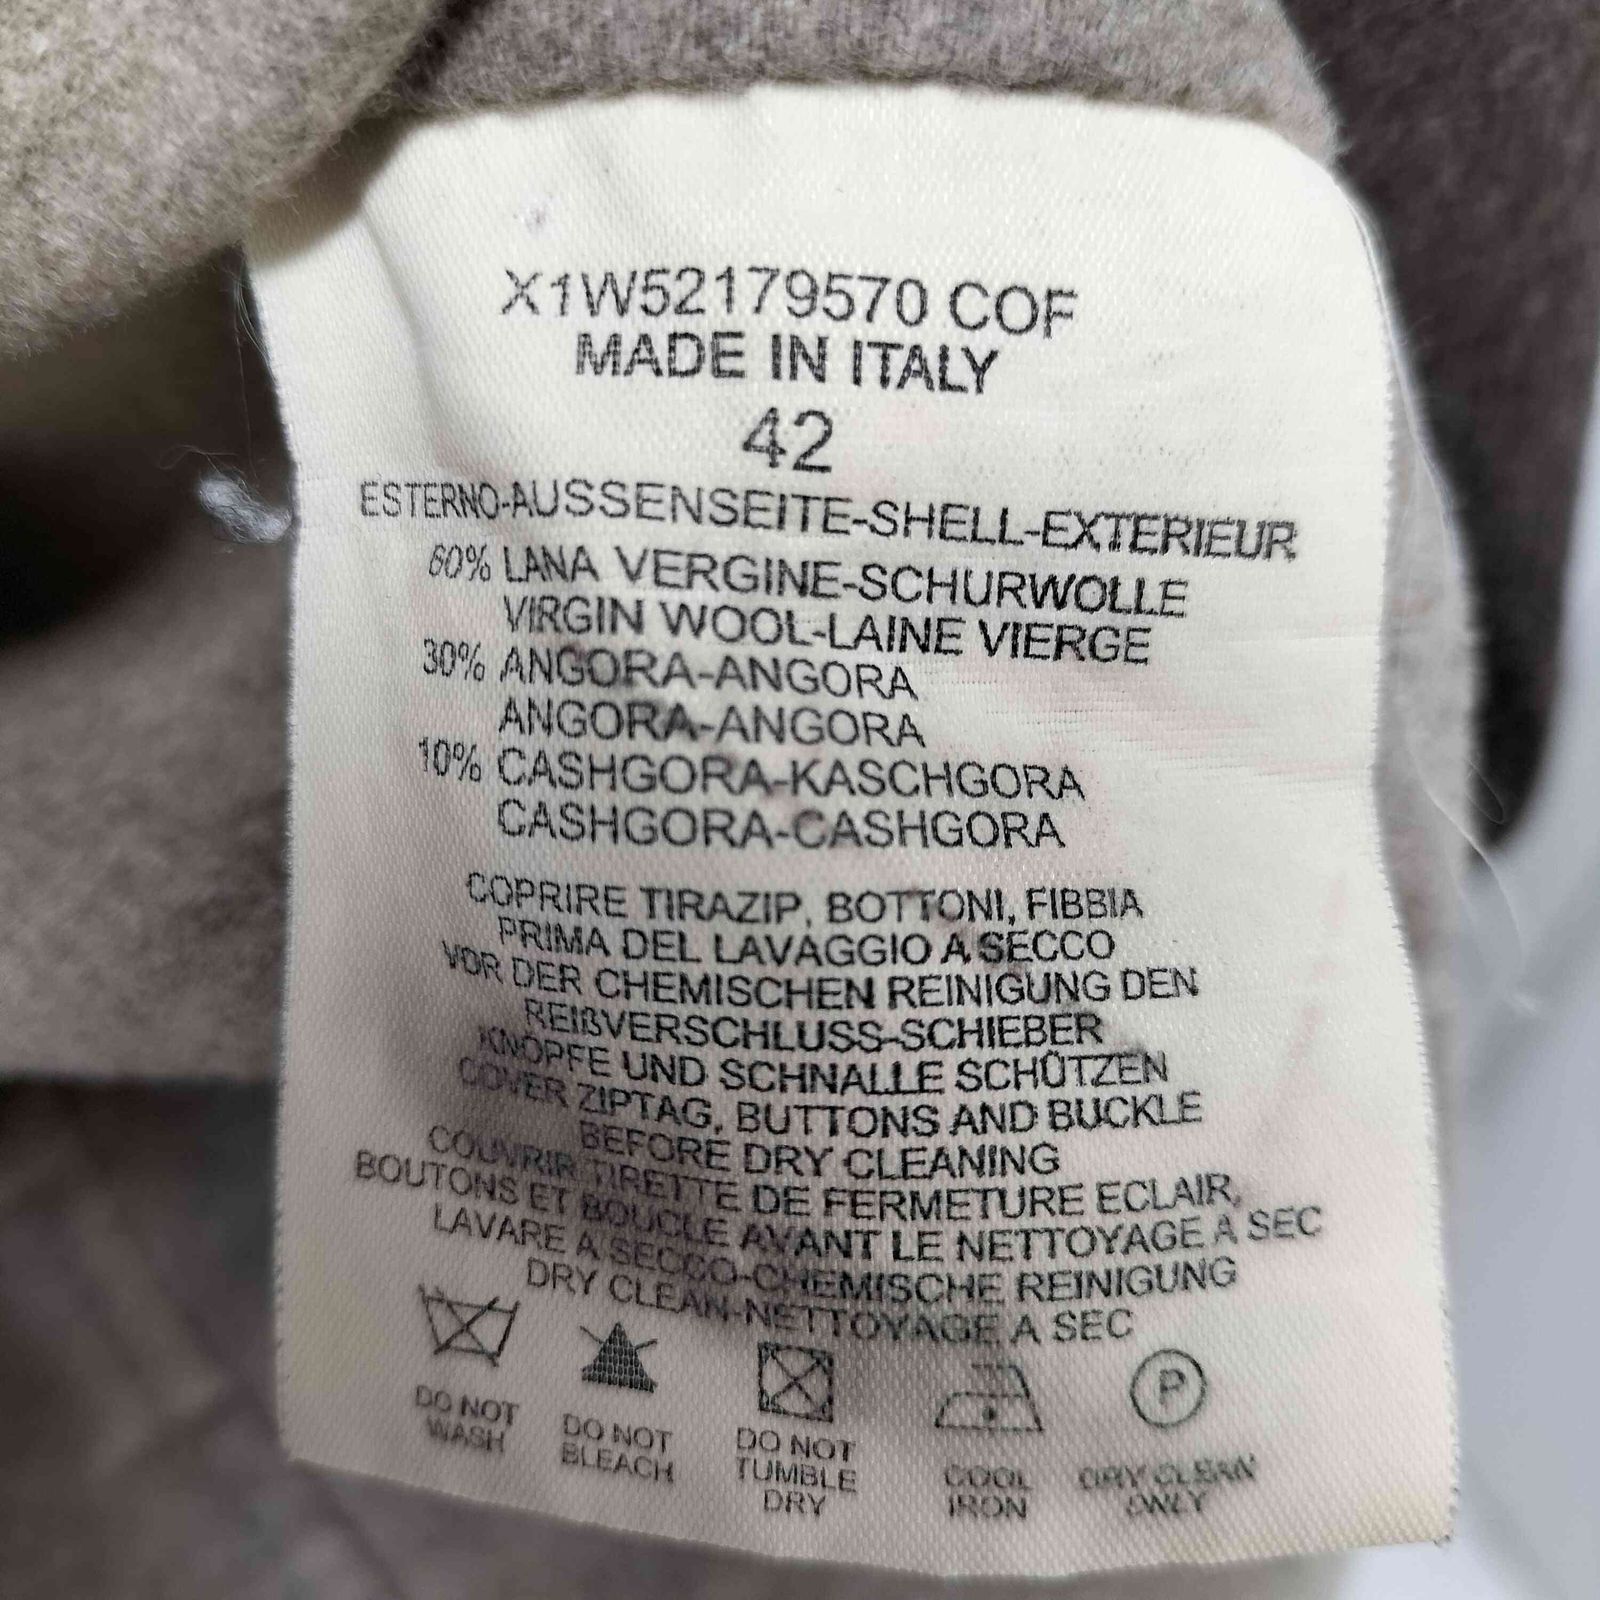 X1W52179570 COF
MADE IN ITALY
42
ESTERNO-AUSSENSEITE-SHELL-EXTERIEUR
60% LANA VERGINE-SCHURWOLLE
VIRGIN WOOL-LAINE VIERGE
30% ANGORA-ANGORA
ANGORA-ANGORA
10% CASHGORA-KASCHGORA
CASHGORA-CASHGORA
COPRIRE TIRAZIP, BOTTONI, FIBBIA
PRIMA DEL LAVAGGIO A SECCO
VOR DER CHEMISCHEN REINIGUNG DEN
REIßVERSCHLUSS-SCHIEBER
KNÖPFE UND SCHNALLE SCHÜTZEN
COVER ZIPTAG, BUTTONS AND BUCKLE
BEFORE DRY CLEANING
COUVRIR TIRETTE DE FERMETURE ECLAIR,
BOUTONS ET BOUCLE AVANT LE NETTOYAGE A SEC
LAVARE A SECCO-CHEMISCHE REINIGUNG
DRY CLEAN-NETTOYAGE A SEC
P
DO NOT WASH
DO NOT BLEACH
DO NOT TUMBLE DRY
COOL IRON
DRY CLEAN ONLY